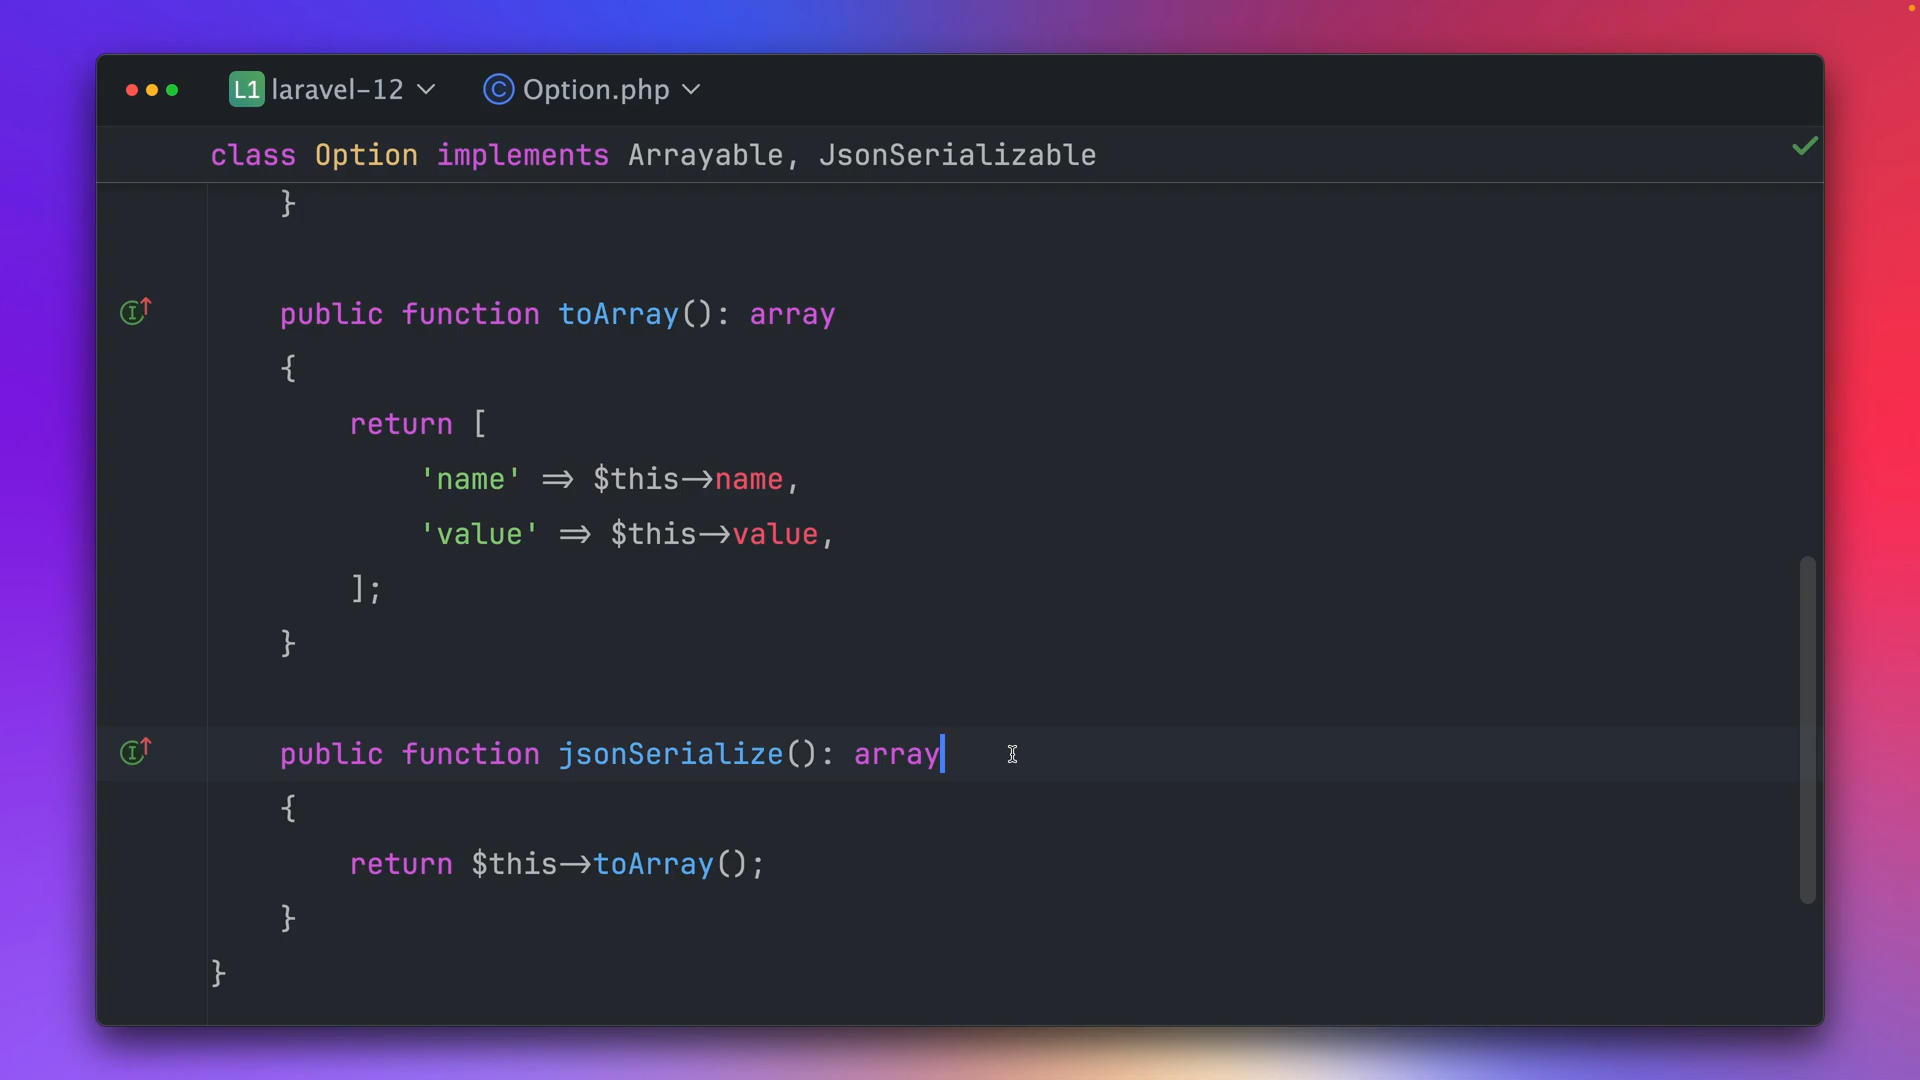 L1 laravel-12 © Option.php
class Option implements Arrayable, JsonSerializable
}
public function toArray(): array
{
return [
'name' => $this->name,
'value' => $this->value,
];
}
public function jsonSerialize(): array
{
return $this->toArray();
}
}